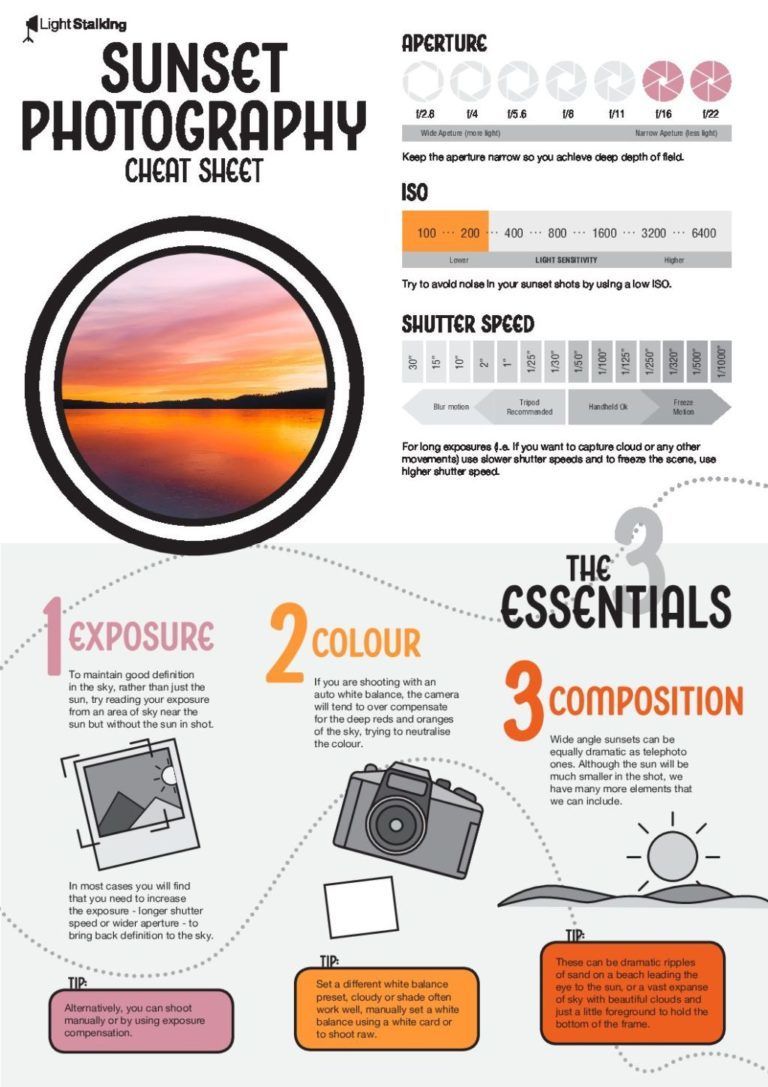 Light Stalking
SUNSET
PHOTOGRAPHY
CHEAT SHEET
APERTURE
f/2.8 f/4 f/5.6 f/8 f/11 f/16 f/22
Wide Apeture (more light) Narrow Apeture (less light)
Keep the aperture narrow so you achieve deep depth of field.
ISO
100 ··· 200 ··· 400 ··· 800 ··· 1600 ··· 3200 ··· 6400
Lower LIGHT SENSITIVITY Higher
Try to avoid noise in your sunset shots by using a low ISO.
SHUTTER SPEED
30" 15" 10" 2" 1" 1/25" 1/30" 1/50" 1/100" 1/125" 1/250" 1/320" 1/500" 1/1000"
Blur motion Tripod Recommended Handheld Ok Freeze Motion
For long exposures (i.e. If you want to capture cloud or any other
movements) use slower shutter speeds and to freeze the scene, use
higher shutter speed.
THE 3
ESSENTIALS
1 EXPOSURE
To maintain good definition
in the sky, rather than just the
sun, try reading your exposure
from an area of sky near the
sun but without the sun in shot.
In most cases you will find
that you need to increase
the exposure - longer shutter
speed or wider aperture - to
bring back definition to the sky.
TIP:
Alternatively, you can shoot
manually or by using exposure
compensation.
2 COLOUR
If you are shooting with an
auto white balance, the camera
will tend to over compensate
for the deep reds and oranges
of the sky, trying to neutralise
the colour.
TIP:
Set a different white balance
preset, cloudy or shade often
work well, manually set a white
balance using a white card or
to shoot raw.
3 COMPOSITION
Wide angle sunsets can be
equally dramatic as telephoto
ones. Although the sun will be
much smaller in the shot, we
have many more elements that
we can include.
TIP:
These can be dramatic ripples
of sand on a beach leading the
eye to the sun, or a vast expanse
of sky with beautiful clouds and
just a little foreground to hold the
bottom of the frame.